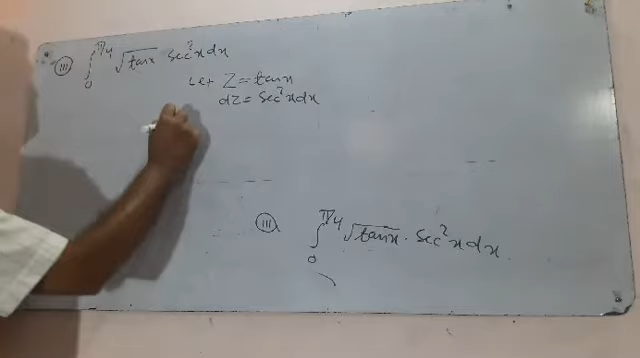 (III) ∫₀^{π/4} √tanx sec²x dx
Let Z = tanx
dZ = sec²x dx
(III) ∫₀^{π/4} √tanx · sec²x dx.